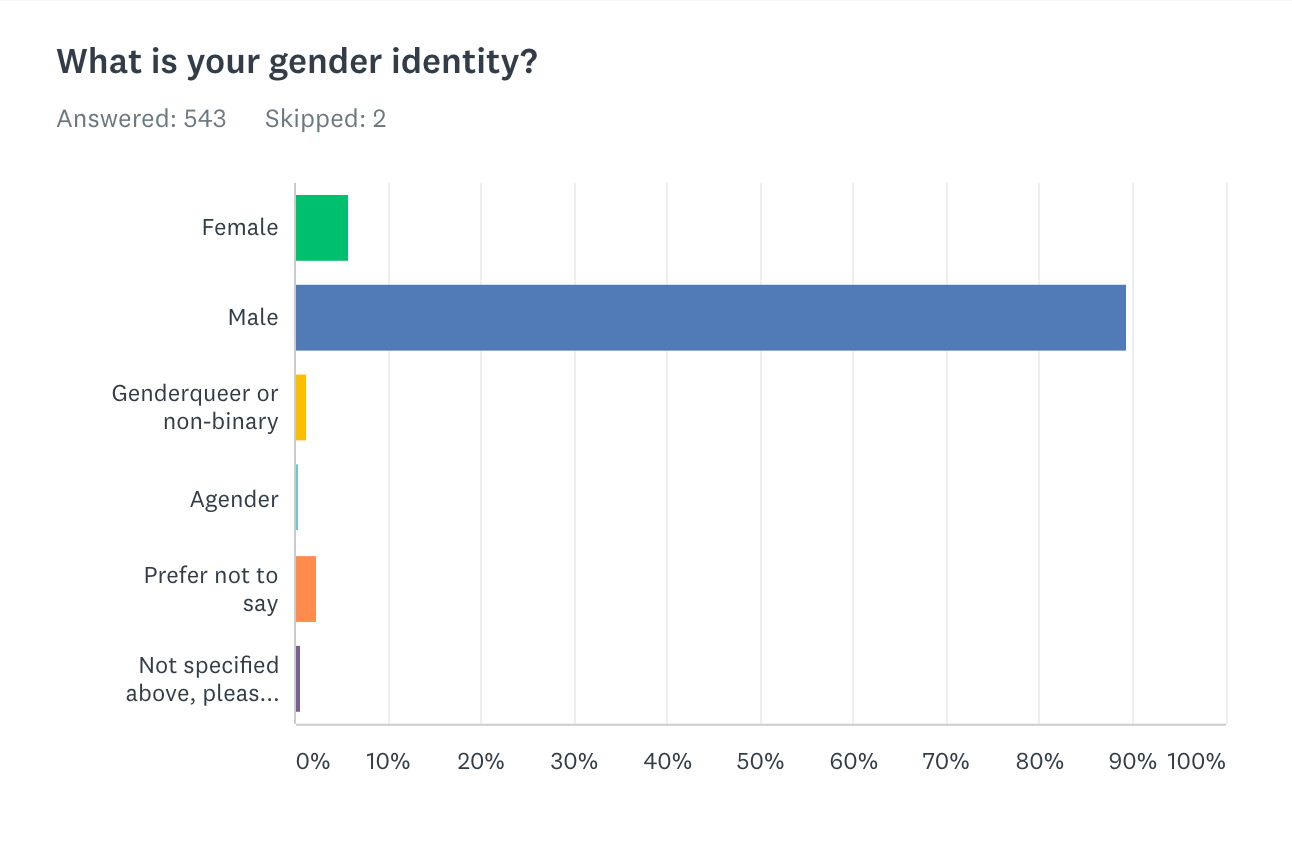 What is your gender identity?
Answered: 543 Skipped: 2
Female
Male
Genderqueer or
non-binary
Agender
Prefer not to
say
Not specified
above, pleas...
0% 10% 20% 30% 40% 50% 60% 70% 80% 90% 100%